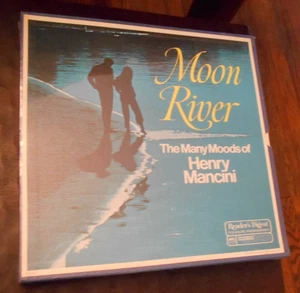 Moon
River
The Many Moods of
Henry
Mancini
Reader's Digest